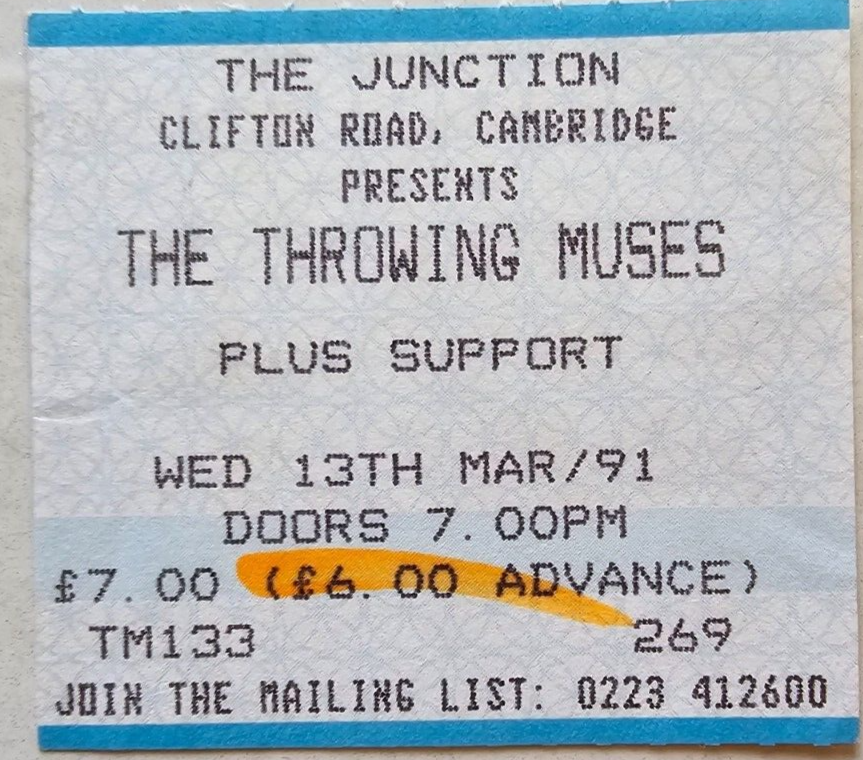 THE JUNCTION
CLIFTON ROAD, CAMBRIDGE
PRESENTS
THE THROWING MUSES
PLUS SUPPORT
WED 13TH MAR/91
DOORS 7.00PM
£7.00 (£6.00 ADVANCE)
TM133 269
JOIN THE MAILING LIST: 0223 412600